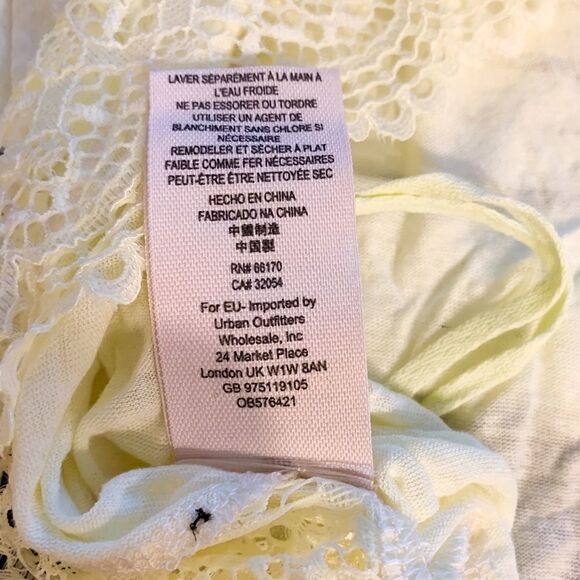 LAVER SÉPARÉMENT À LA MAIN À
L'EAU FROIDE
NE PAS ESSORER OU TORDRE
UTILISER UN AGENT DE
BLANCHIMENT SANS CHLORE SI
NÉCESSAIRE
REMODELER ET SÈCHER À PLAT
FAIBLE COMME FER NÉCESSAIRES
PEUT-ÊTRE ÊTRE NETTOYÉE SEC
HECHO EN CHINA
FABRICADO NA CHINA
中國制造
中国製
RN# 66170
CA# 32054
For EU- Imported by
Urban Outfitters
Wholesale, Inc
24 Market Place
London UK W1W 8AN
GB 975119105
OB576421